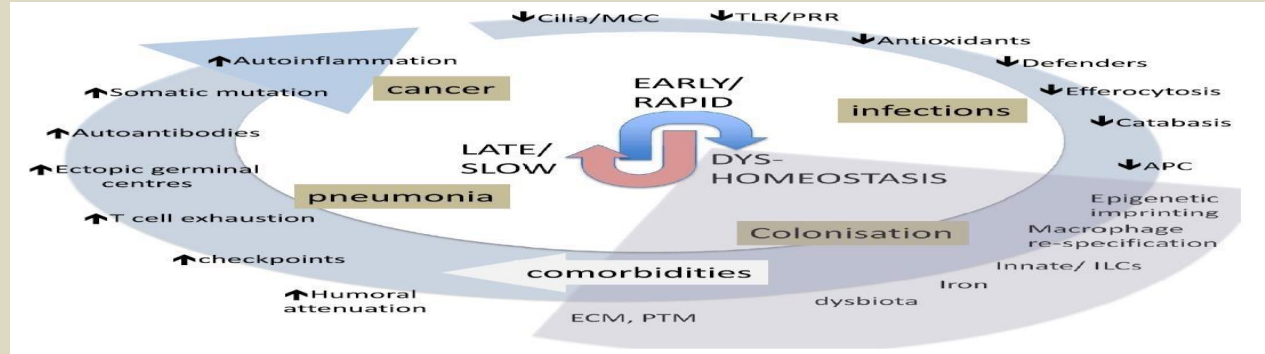 ↓Cilia/MCC
↓TLR/PRR
↓Antioxidants
↓Defenders
↓Efferocytosis
↓Catabasis
↓APC
Epigenetic
imprinting
Macrophage
re-specification
Innate/ ILCs
Iron
dysbiota
ECM, PTM
↑Humoral
attenuation
↑checkpoints
↑T cell exhaustion
↑Ectopic germinal
centres
↑Autoantibodies
↑Somatic mutation
↑Autoinflammation
cancer
EARLY/
RAPID
infections
LATE/
SLOW
DYS-
HOMEOSTASIS
pneumonia
Colonisation
comorbidities